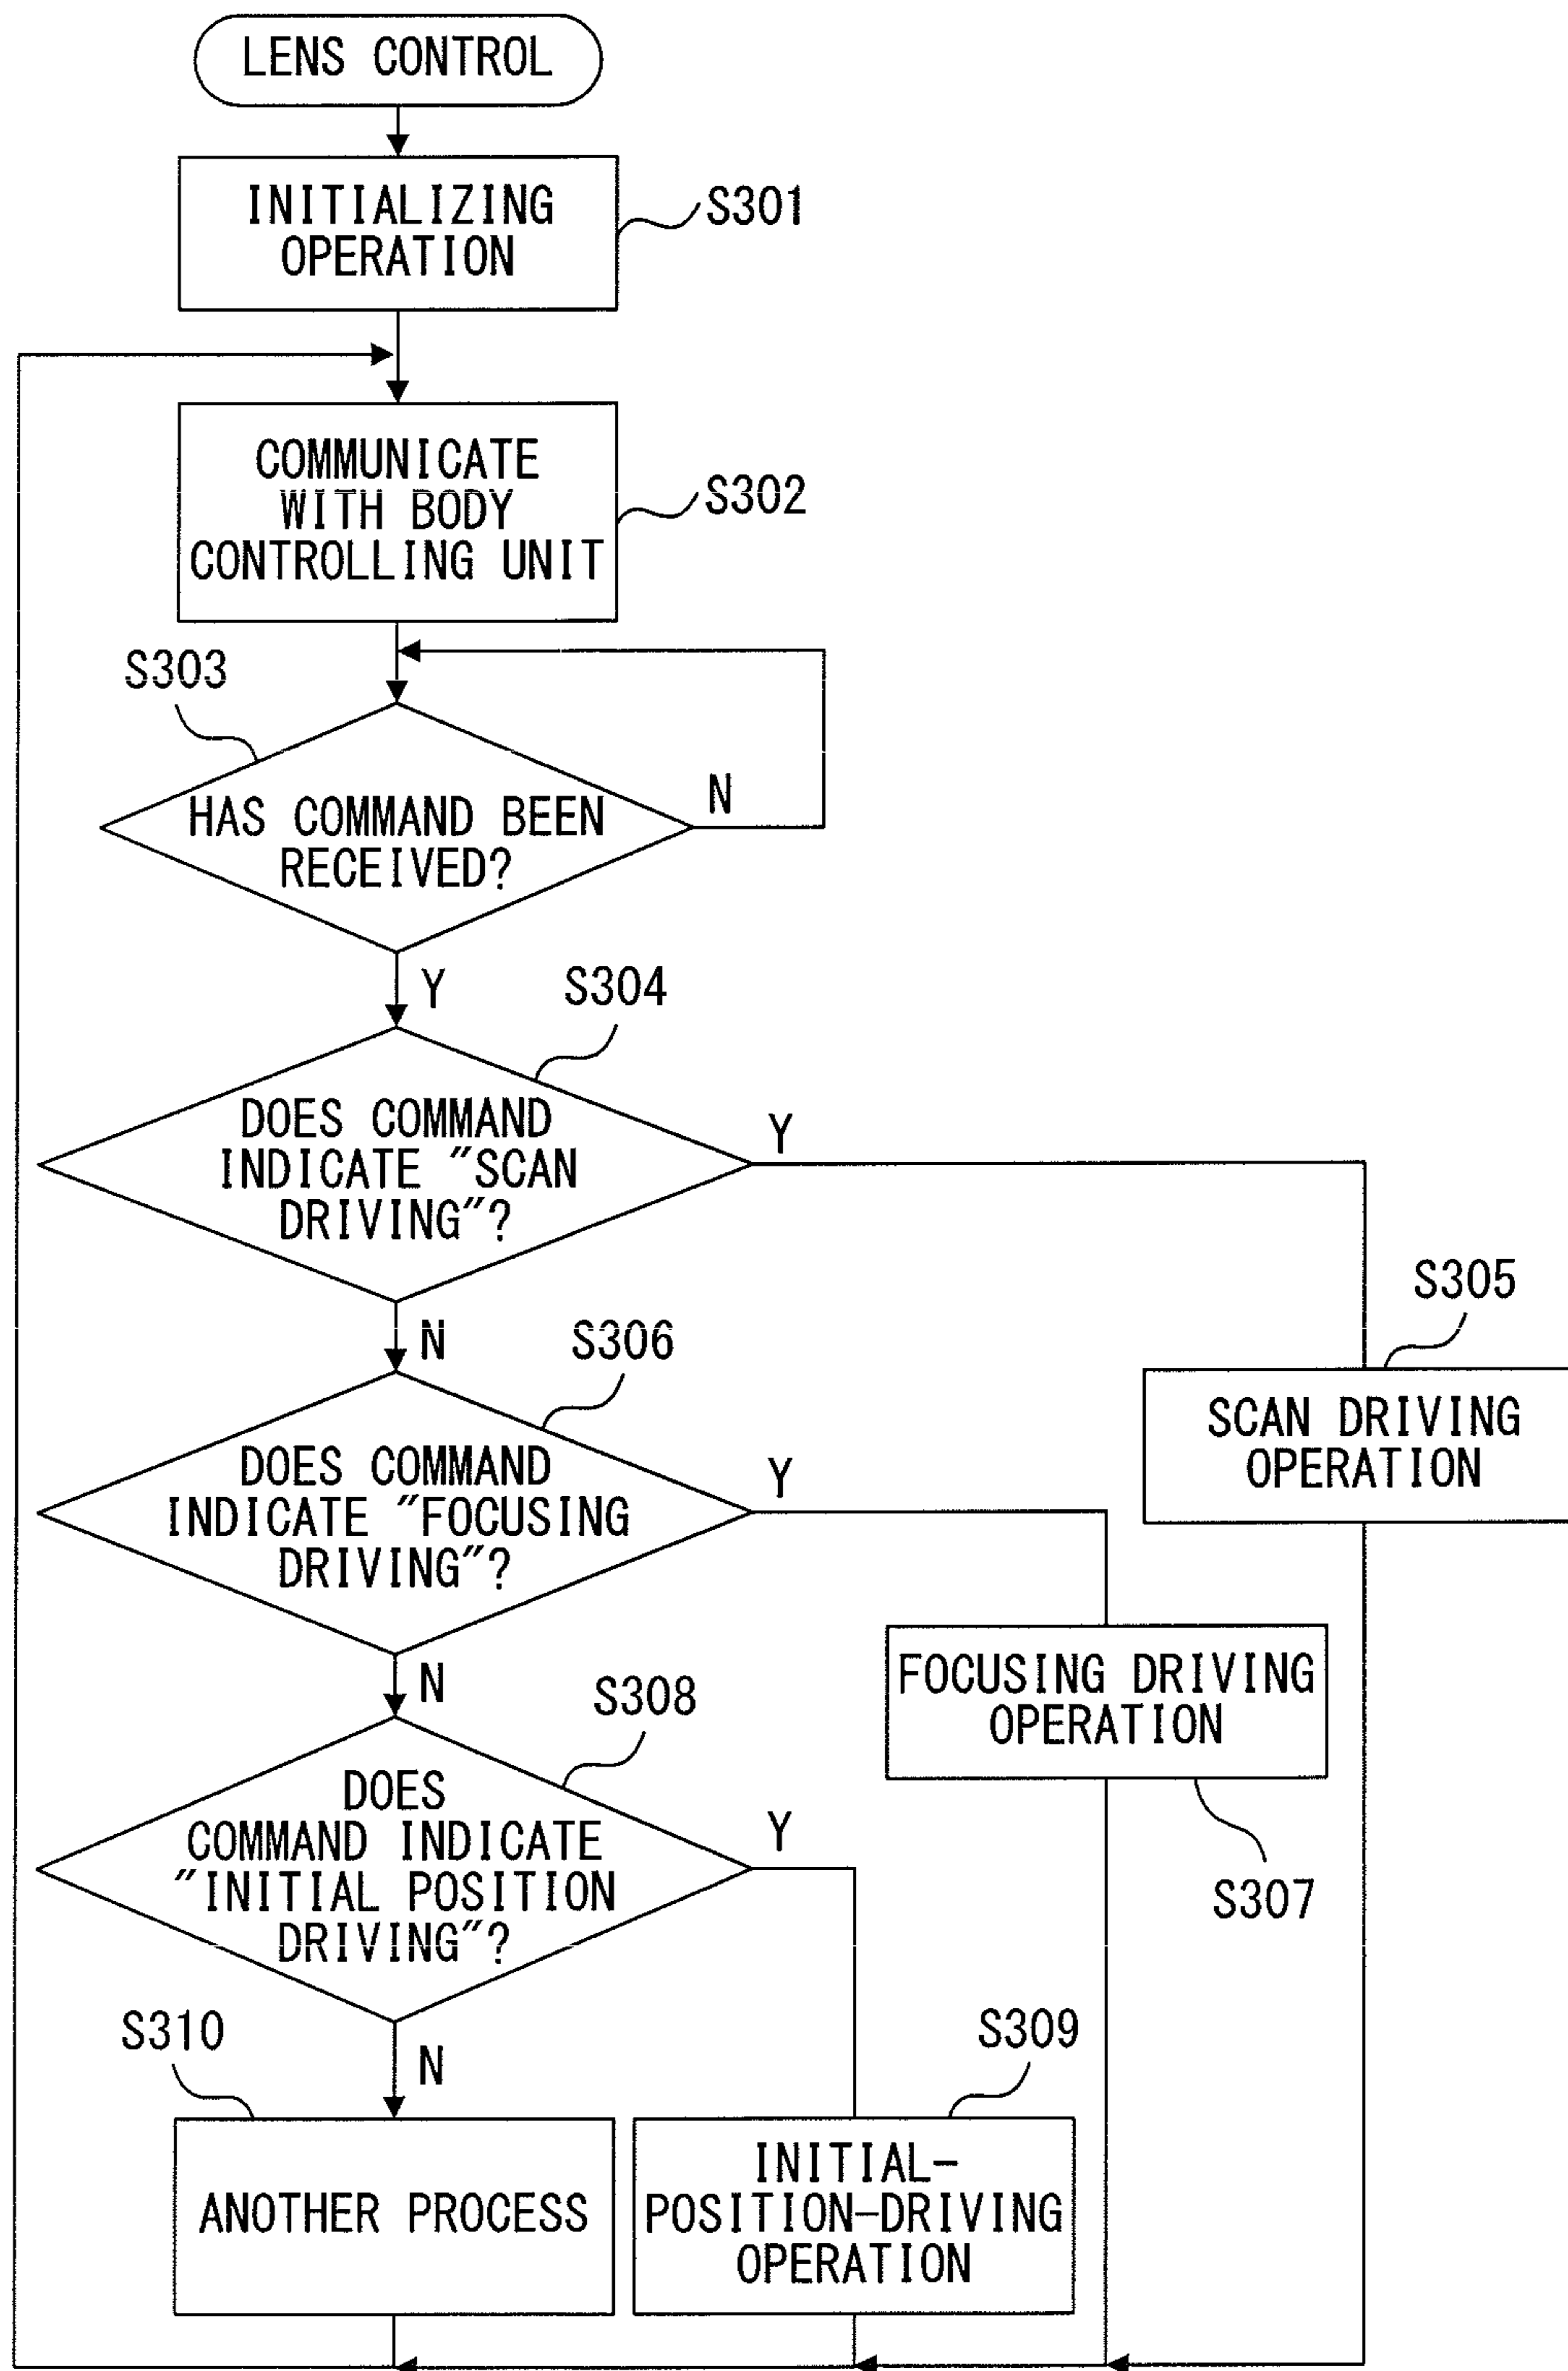 LENS CONTROL
INITIALIZING
OPERATION
S301
COMMUNICATE
WITH BODY
CONTROLLING UNIT
S302
S303
HAS COMMAND BEEN
RECEIVED?
N
Y
S304
DOES COMMAND
INDICATE "SCAN
DRIVING"?
Y
N
S305
SCAN DRIVING
OPERATION
S306
DOES COMMAND
INDICATE "FOCUSING
DRIVING"?
Y
N
FOCUSING DRIVING
OPERATION
S307
S308
DOES
COMMAND INDICATE
"INITIAL POSITION
DRIVING"?
Y
N
S310
ANOTHER PROCESS
S309
INITIAL-
POSITION-DRIVING
OPERATION